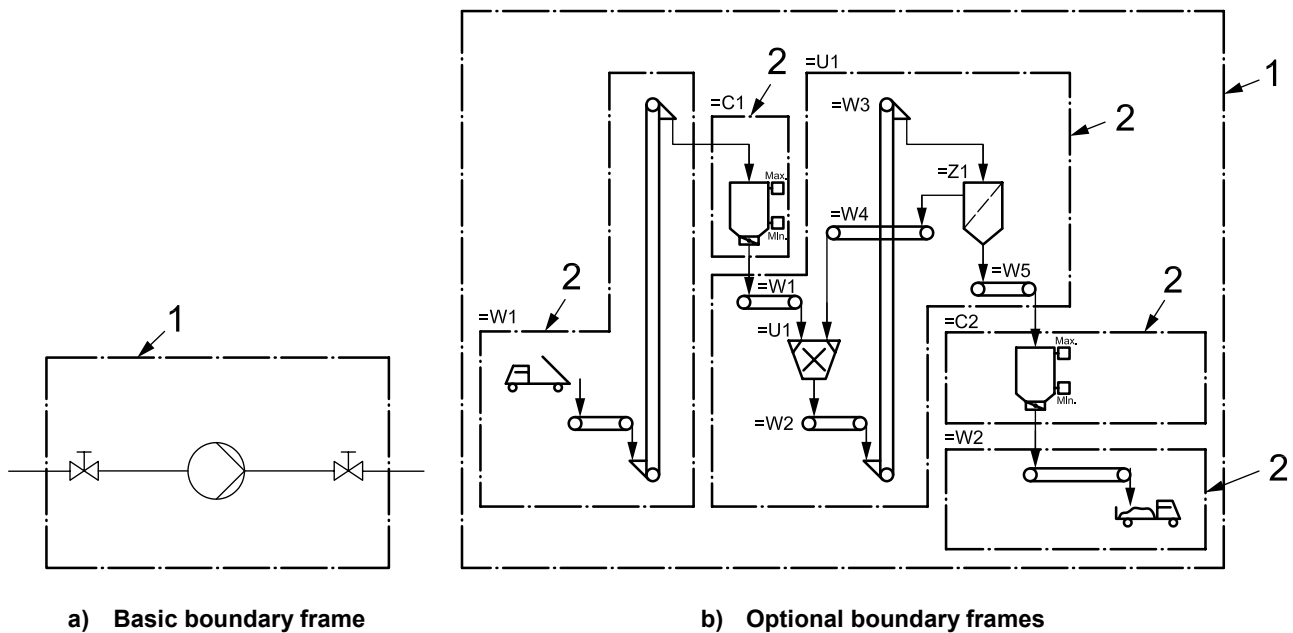 1
a) Basic boundary frame
1
=U1
2
=C1
=W3
2
=Z1
Max.
=W4
MIn.
=W5
=W1
2
=W1
2
=U1
=C2
Max.
MIn.
=W2
=W2
2
b) Optional boundary frames